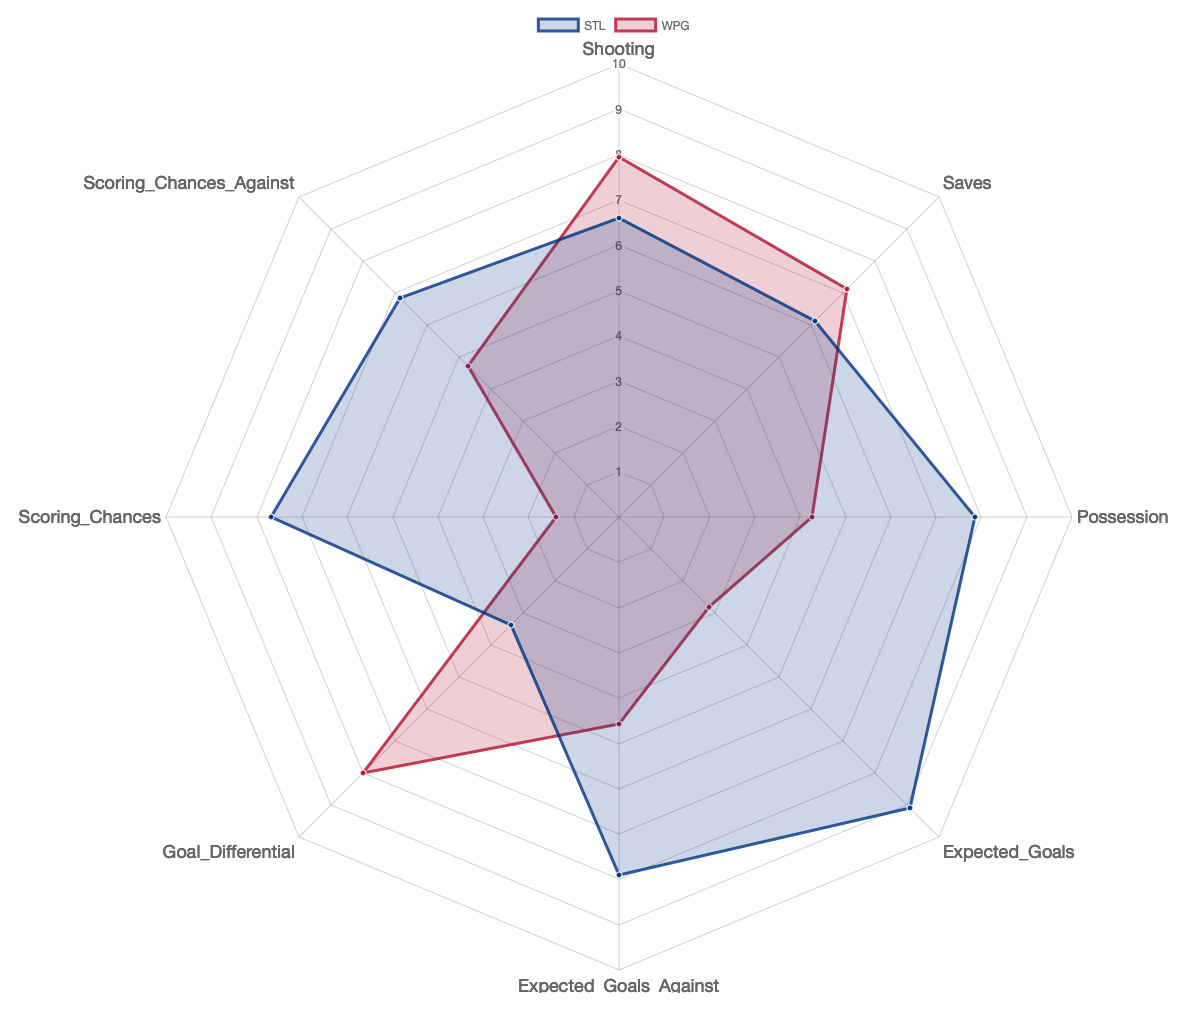 STL WPG
Shooting
10
9
8
7
6
5
4
3
2
1
Scoring_Chances_Against
Saves
Scoring_Chances
Possession
Goal_Differential
Expected_Goals
Expected_Goals_Against